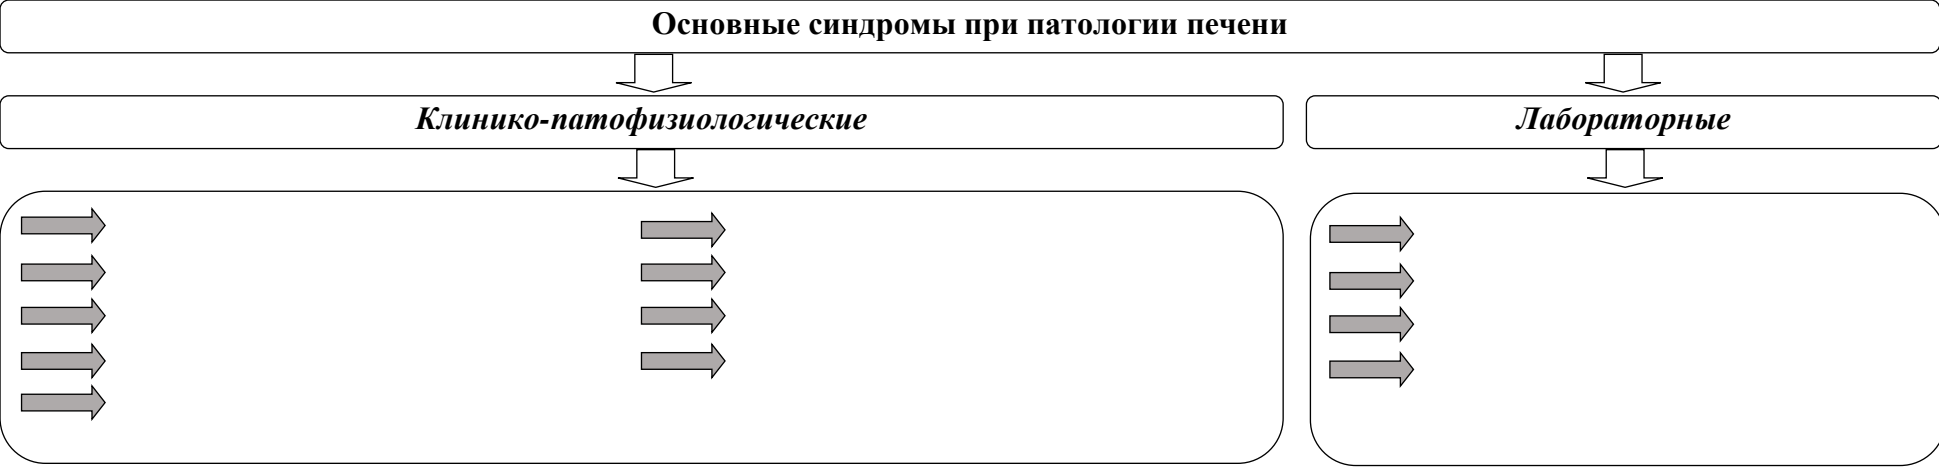 Основные синдромы при патологии печени
Клинико-патофизиологические
Лабораторные